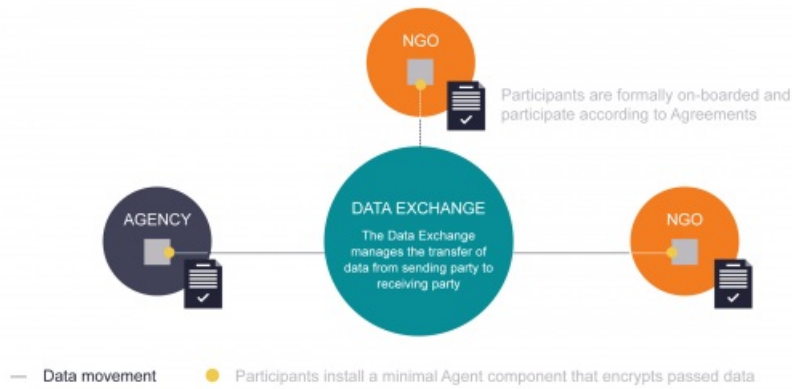 NGO
Participants are formally on-boarded and
participate according to Agreements
AGENCY
DATA EXCHANGE
The Data Exchange
manages the transfer of
data from sending party to
receiving party
NGO
Data movement
Participants install a minimal Agent component that encrypts passed data